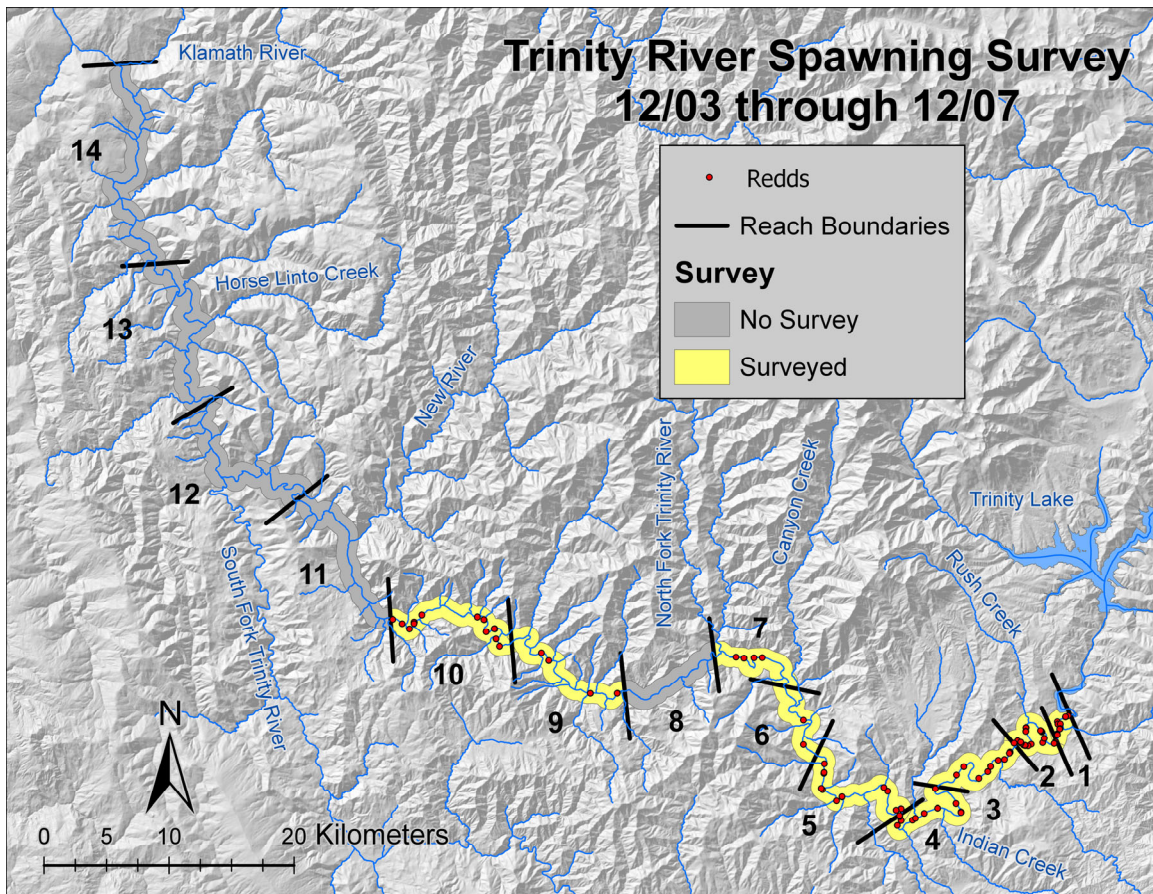 Trinity River Spawning Survey
12/03 through 12/07
Redds
Reach Boundaries
Survey
No Survey
Surveyed
Klamath River
14
Horse Linto Creek
13
New River
12
South Fork Trinity River
11
North Fork Trinity River
Canyon Creek
Trinity Lake
Rush Creek
10
9
8
7
6
5
4
3
2
1
Indian Creek
N
0 5 10 20 Kilometers